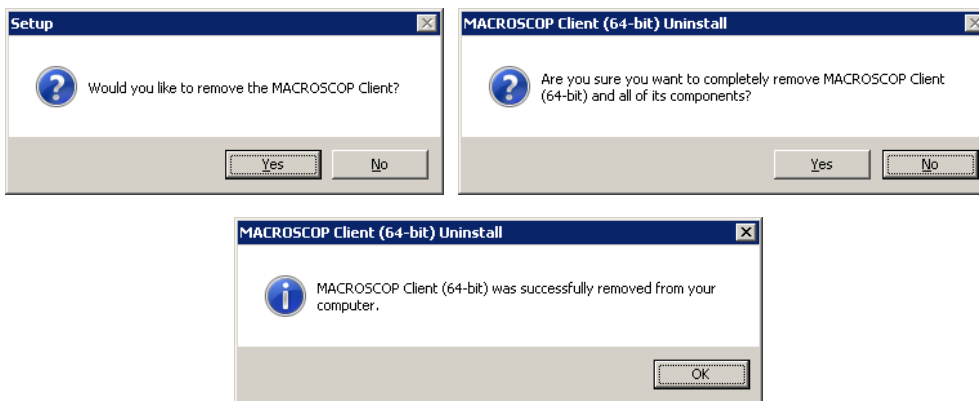 Setup
Would you like to remove the MACROSCOP Client?
Yes
No
MACROSCOP Client (64-bit) Uninstall
Are you sure you want to completely remove MACROSCOP Client
(64-bit) and all of its components?
Yes
No
MACROSCOP Client (64-bit) Uninstall
MACROSCOP Client (64-bit) was successfully removed from your
computer.
OK